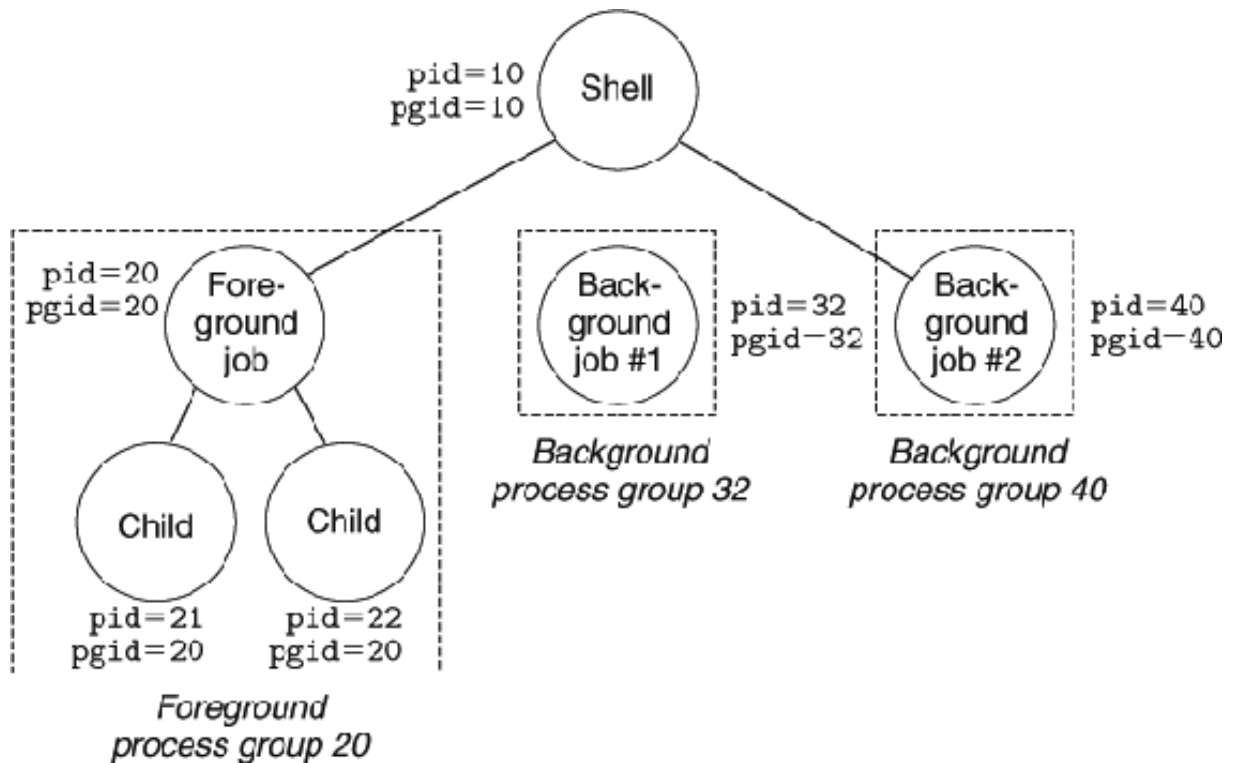 pid=10
pgid=10
Shell
pid=20
pgid=20
Fore-
ground
job
Back-
ground
job #1
pid=32
pgid=32
Back-
ground
job #2
pid=40
pgid=40
Child
Child
Background
process group 32
Background
process group 40
pid=21
pgid=20
pid=22
pgid=20
Foreground
process group 20